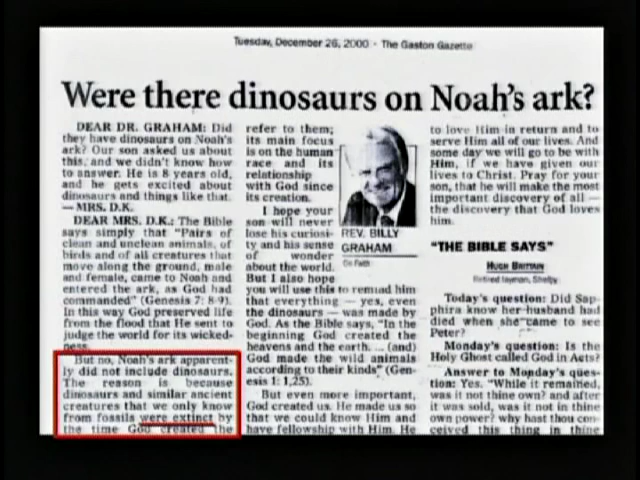 Tuesday, December 26, 2000 - The Gaston Gazette
Were there dinosaurs on Noah's ark?
DEAR DR. GRAHAM: Did
they have dinosaurs on Noah's
ark? Our son asked us about
this, and we didn't know how
to answer. He is 8 years old,
and he gets excited about
dinosaurs and things like that.
— MRS. D.K.
DEAR MRS. D.K.: The Bible
says simply that "Pairs of
clean and unclean animals, of
birds and of all creatures that
move along the ground, male
and female, came to Noah and
entered the ark, as God had
commanded" (Genesis 7: 8-9).
In this way God preserved life
from the flood that He sent to
judge the world for its wicked-
ness.
But no, Noah's ark apparent-
ly did not include dinosaurs.
The reason is because
dinosaurs and similar ancient
creatures that we only know
from fossils were extinct by
the time God created the
refer to them;
its main focus
is on the human
race and its
relationship
with God since
its creation.
I hope your
son will never
lose his curiosi-
ty and his sense
of wonder
about the world.
But I also hope
you will use this to remind him
that everything — yes, even
the dinosaurs — was made by
God. As the Bible says, "In the
beginning God created the
heavens and the earth. ... (and)
God made the wild animals
according to their kinds" (Gen-
esis 1: 1,25).
But even more important,
God created us. He made us so
that we could know Him and
have fellowship with Him. He
REV. BILLY
GRAHAM
On Faith
to love Him in return and to
serve Him all of our lives. And
some day we will go to be with
Him, if we have given our
lives to Christ. Pray for your
son, that he will make the most
important discovery of all —
the discovery that God loves
him.
"THE BIBLE SAYS"
HUGH BRITTAIN
Retired layman, Shelby
Today's question: Did Sap-
phira know her husband had
died when she came to see
Peter?
Monday's question: Is the
Holy Ghost called God in Acts?
Answer to Monday's ques-
tion: Yes. "While it remained,
was it not thine own? and after
it was sold, was it not in thine
own power? why hast thou con-
ceived this thing in thine